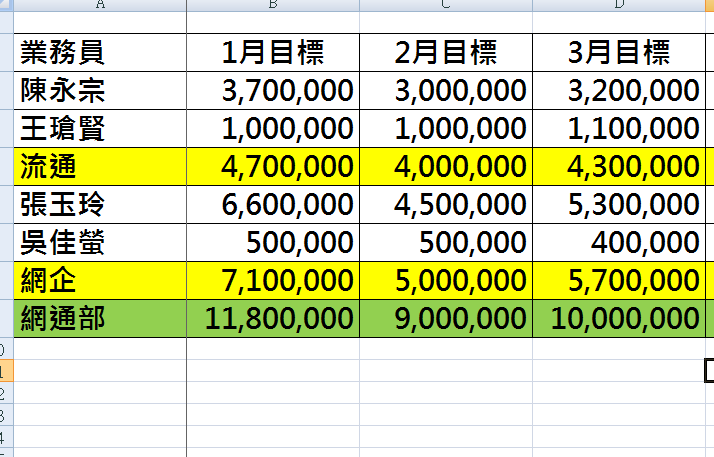 A B C D
業務員 1月目標 2月目標 3月目標
陳永宗 3,700,000 3,000,000 3,200,000
王瑲賢 1,000,000 1,000,000 1,100,000
流通 4,700,000 4,000,000 4,300,000
張玉玲 6,600,000 4,500,000 5,300,000
吳佳螢 500,000 500,000 400,000
網企 7,100,000 5,000,000 5,700,000
網通部 11,800,000 9,000,000 10,000,000